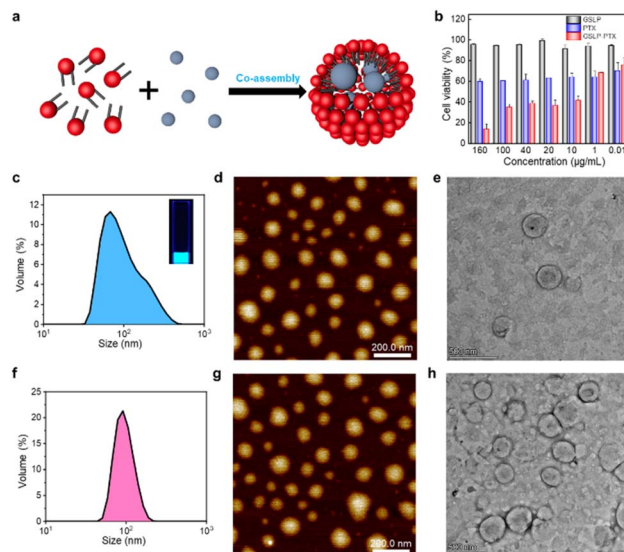 a
Co-assembly
b
GSLP
PTX
GSLP-PTX
120
100
80
60
40
20
0
Cell viability (%)
160 100 40 20 10 1 0.01
Concentration (μg/mL)
c
12
10
8
6
4
2
0
Volume (%)
10¹ 10² 10³
Size (nm)
d
200.0 nm
e
f
25
20
15
10
5
0
Volume (%)
10¹ 10² 10³
Size (nm)
g
200.0 nm
h